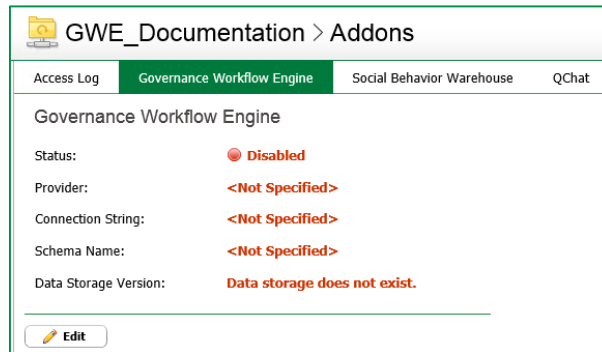 GWE_Documentation > Addons
Access Log Governance Workflow Engine Social Behavior Warehouse QChat
Governance Workflow Engine
Status: Disabled
Provider: <Not Specified>
Connection String: <Not Specified>
Schema Name: <Not Specified>
Data Storage Version: Data storage does not exist.
Edit